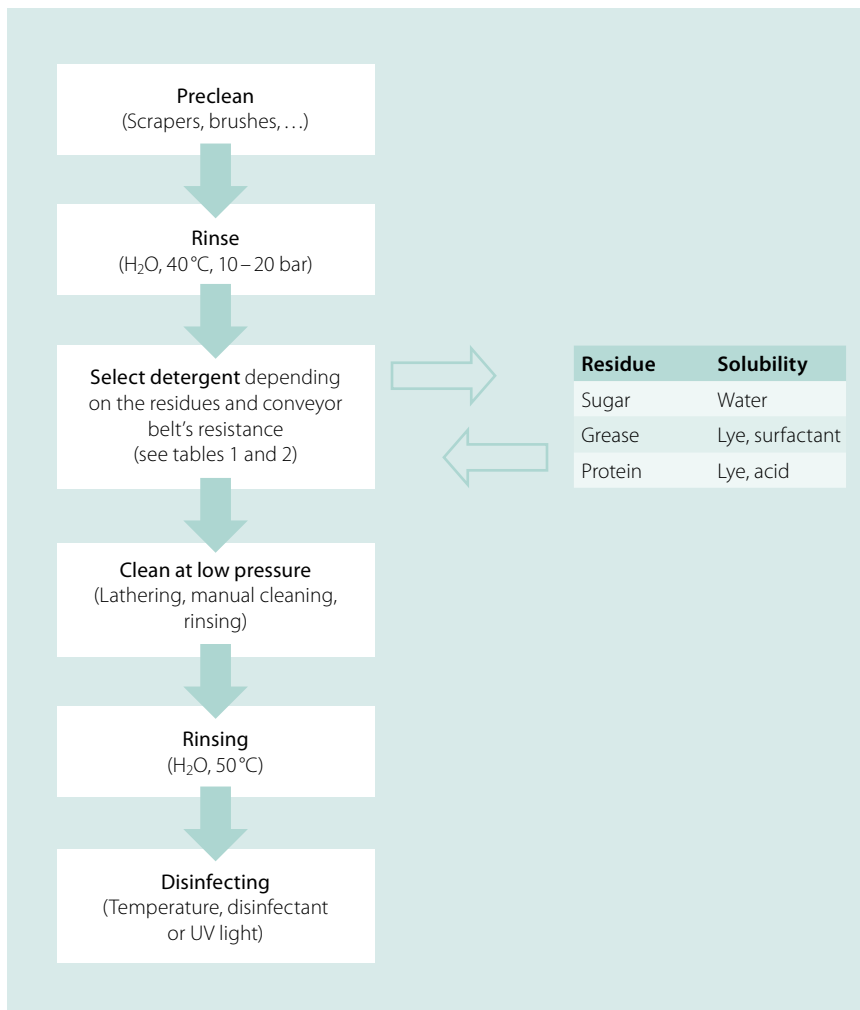 Preclean
(Scrapers, brushes, …)
Rinse
(H₂O, 40 °C, 10 – 20 bar)
Select detergent depending
on the residues and conveyor
belt's resistance
(see tables 1 and 2)
Residue Solubility
Sugar Water
Grease Lye, surfactant
Protein Lye, acid
Clean at low pressure
(Lathering, manual cleaning,
rinsing)
Rinsing
(H₂O, 50 °C)
Disinfecting
(Temperature, disinfectant
or UV light)